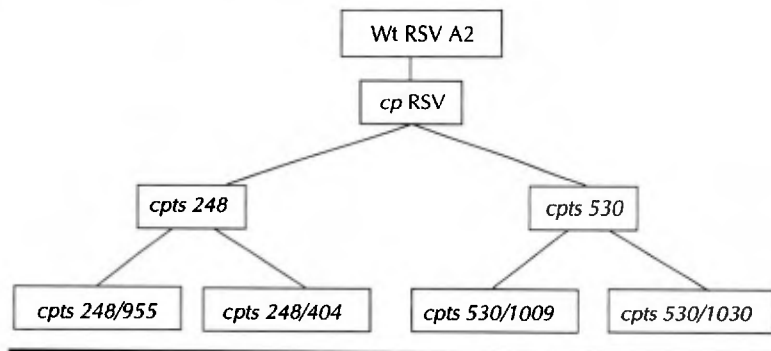 Wt RSV A2
cp RSV
cpts 248
cpts 530
cpts 248/955
cpts 248/404
cpts 530/1009
cpts 530/1030